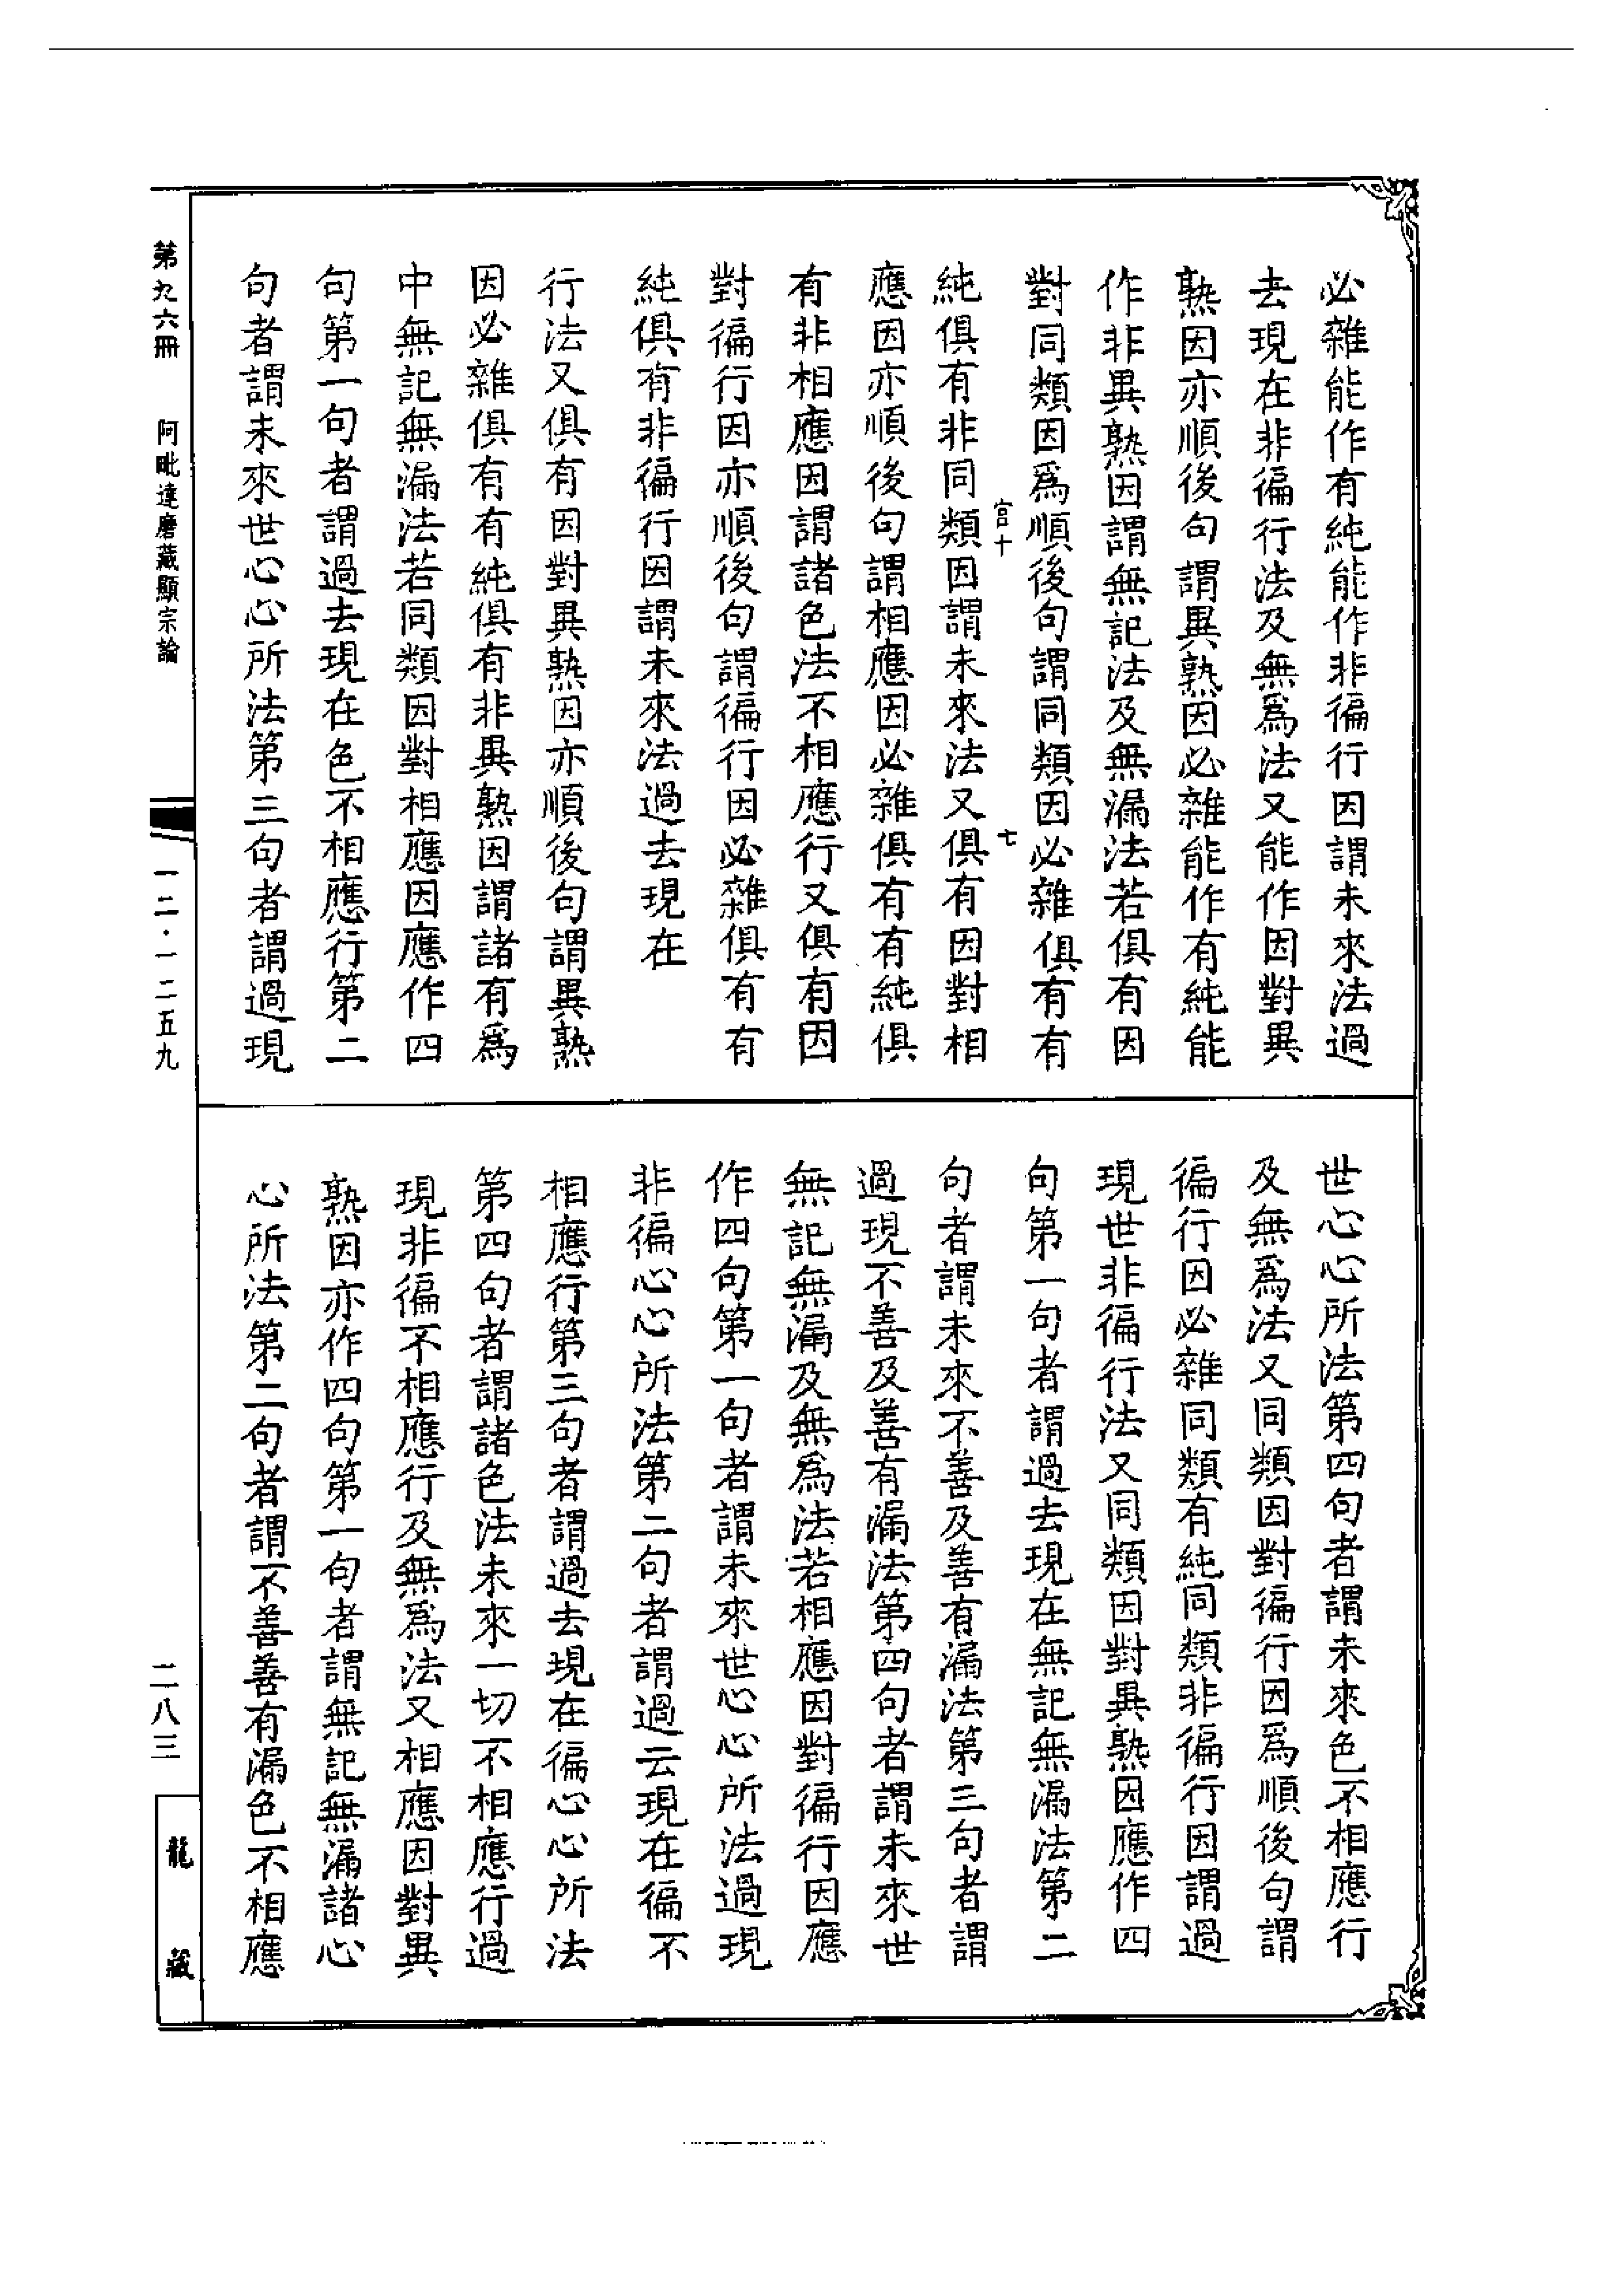 必雜能作有純能作非徧行因謂未來法過
去現在非徧行法及無爲法又能作因對異
熟因亦順後句謂異熟因必雜能作有純能
作非異熟因謂無記法及無漏法若俱有因
對同類因爲順後句謂同類因必雜俱有有
宫十
七
純俱有非同類因謂未來法又俱有因對相
應因亦順後句謂相應因必雜俱有有純俱
有非相應因謂諸色法不相應行又俱有因
對徧行因亦順後句謂徧行因必雜俱有有
純俱有非徧行因謂未來法過去現在
行法又俱有因對異熟因亦順後句謂異熟
因必雜俱有有純俱有非異熟因謂諸有爲
中無記無漏法若同類因對相應因應作四
句第一句者謂過去現在色不相應行第二
句者謂未來世心心所法第三句者謂過現
世心心所法第四句者謂未來色不相應行
及無爲法又同類因對徧行因爲順後句謂
徧行因必雜同類有純同類非徧行因謂過
現世非徧行法又同類因對異熟因應作四
句第一句者謂過去現在無記無漏法第二
句者謂未來不善及善有漏法第三句者謂
過現不善及善有漏法第四句者謂未來世
無記無漏及無爲法若相應因對徧行因應
作四句第一句者謂未來世心心所法過現
非徧心心所法第二句者謂過云現在徧不
相應行第三句者謂過去現在徧心心所法
第四句者謂諸色法未來一切不相應行過
現非徧不相應行及無爲法又相應因對異
熟因亦作四句第一句者謂無記無漏諸心
心所法第二句者謂不善善有漏色不相應
第九六冊 阿毗達磨藏顯宗論
一二·一二五九
二八三
龍藏